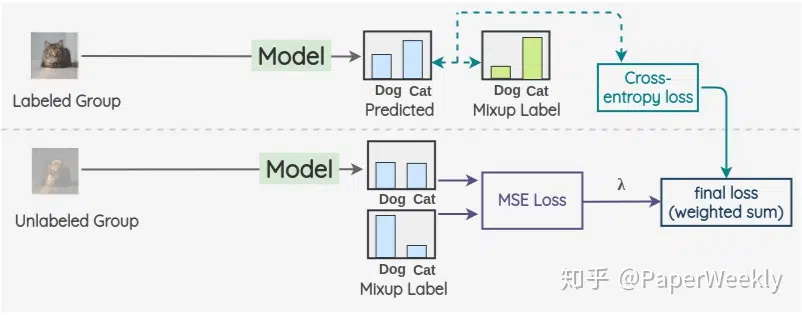 Model
Dog Cat
Predicted
Dog Cat
Mixup Label
Cross-
entropy loss
Labeled Group
Model
Dog Cat
MSE Loss
λ
final loss
(weighted sum)
Unlabeled Group
Dog Cat
Mixup Label
知乎 @PaperWeekly